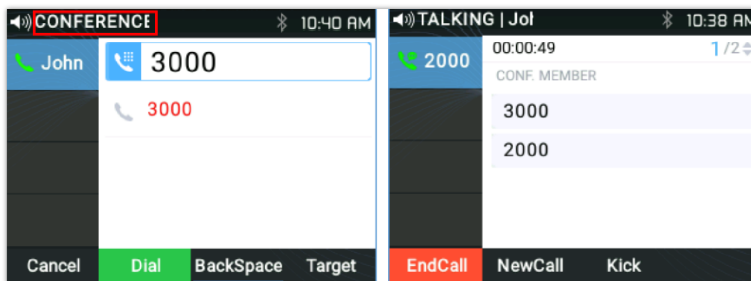 CONFERENCE
10:40 AM
John
3000
3000
Cancel Dial BackSpace Target
TALKING | Joh
10:38 AM
2000
00:00:49
1/2
CONF. MEMBER
3000
2000
EndCall NewCall Kick